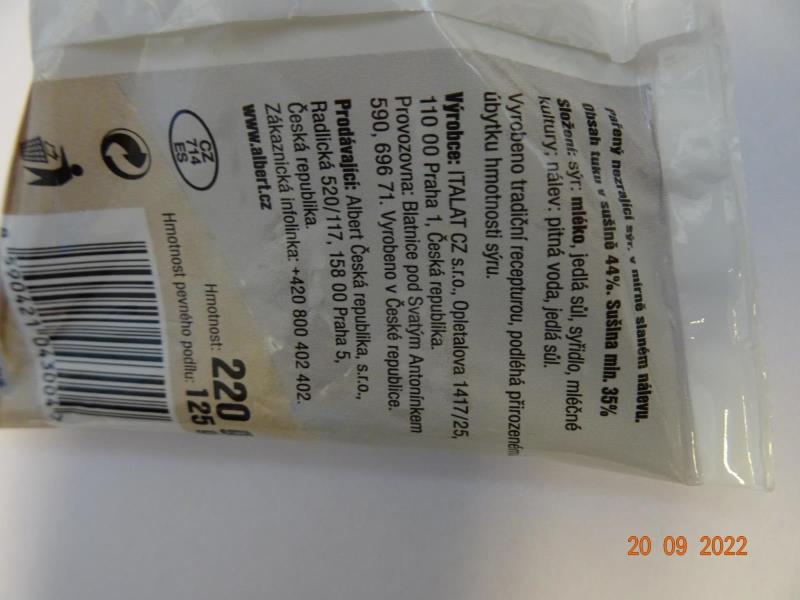 Pařený nezrající sýr, v mírně slaném nálevu.
Obsah tuku v sušině 44%. Sušina min. 35%
Složení: sýr: mléko, jedlá sůl, syřidlo, mléčné
kultury; nálev: pitná voda, jedlá sůl.
Vyrobeno tradiční recepturou, podléhá přirozeném
úbytku hmotnosti sýru.
Výrobce: ITALAT CZ s.r.o., Opletalova 1417/25,
110 00 Praha 1, Česká republika.
Provozovna: Blatnice pod Svatým Antonínkem
590, 696 71. Vyrobeno v České republice.
Prodávající: Albert Česká republika, s.r.o.,
Radlická 520/117, 158 00 Praha 5,
Česká republika.
Zákaznická infolinka: +420 800 402 402.
www.albert.cz
CZ
714
ES
Hmotnost: 220 g
Hmotnost pevného podílu: 125
20 09 2022